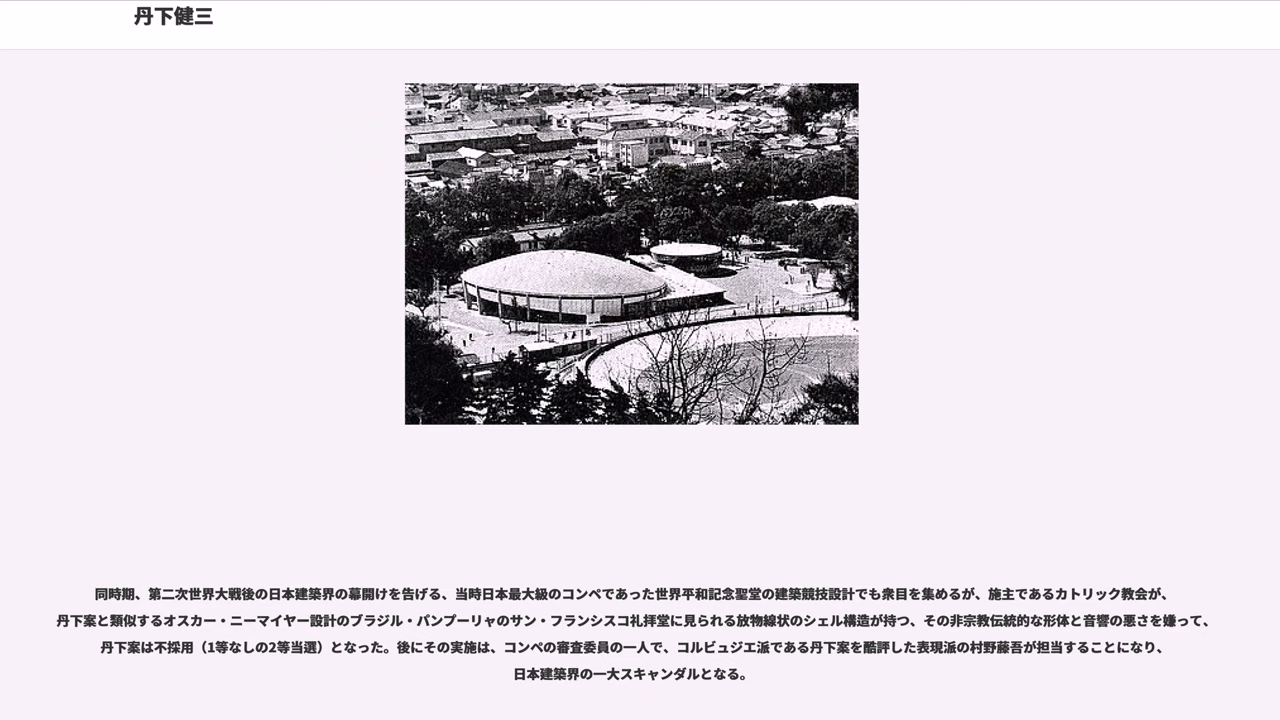 丹下健三
同時期、第二次世界大戦後の日本建築界の幕開けを告げる、当時日本最大級のコンペであった世界平和記念聖堂の建築競技設計でも衆目を集めるが、施主であるカトリック教会が、
丹下案と類似するオスカー・ニーマイヤー設計のブラジル・パンプーリャのサン・フランシスコ礼拝堂に見られる放物線状のシェル構造が持つ、その非宗教伝統的な形体と音響の悪さを嫌って、
丹下案は不採用（1等なしの2等当選）となった。後にその実施は、コンペの審査委員の一人で、コルビュジエ派である丹下案を酷評した表現派の村野藤吾が担当することになり、
日本建築界の一大スキャンダルとなる。